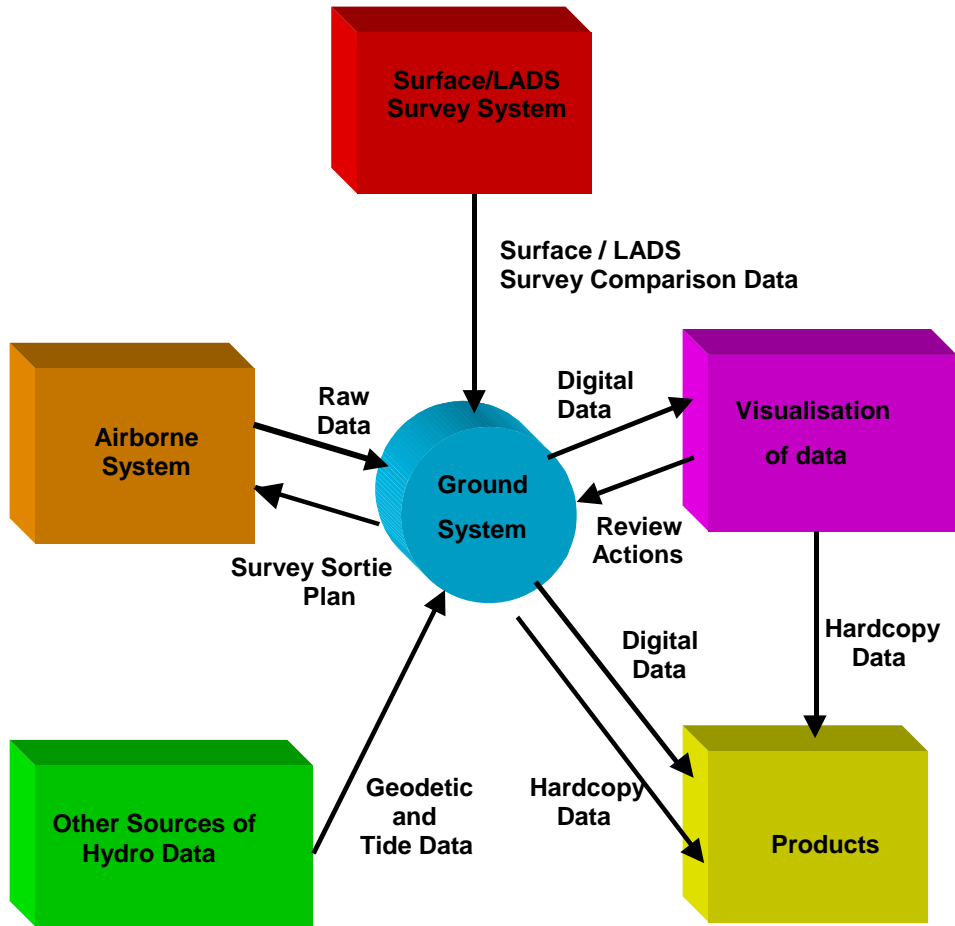 Surface/LADS
Survey System
Surface / LADS
Survey Comparison Data
Airborne
System
Raw
Data
Digital
Data
Visualisation
of data
Ground
System
Survey Sortie
Plan
Review
Actions
Digital
Data
Hardcopy
Data
Other Sources of
Hydro Data
Geodetic
and
Tide Data
Hardcopy
Data
Products